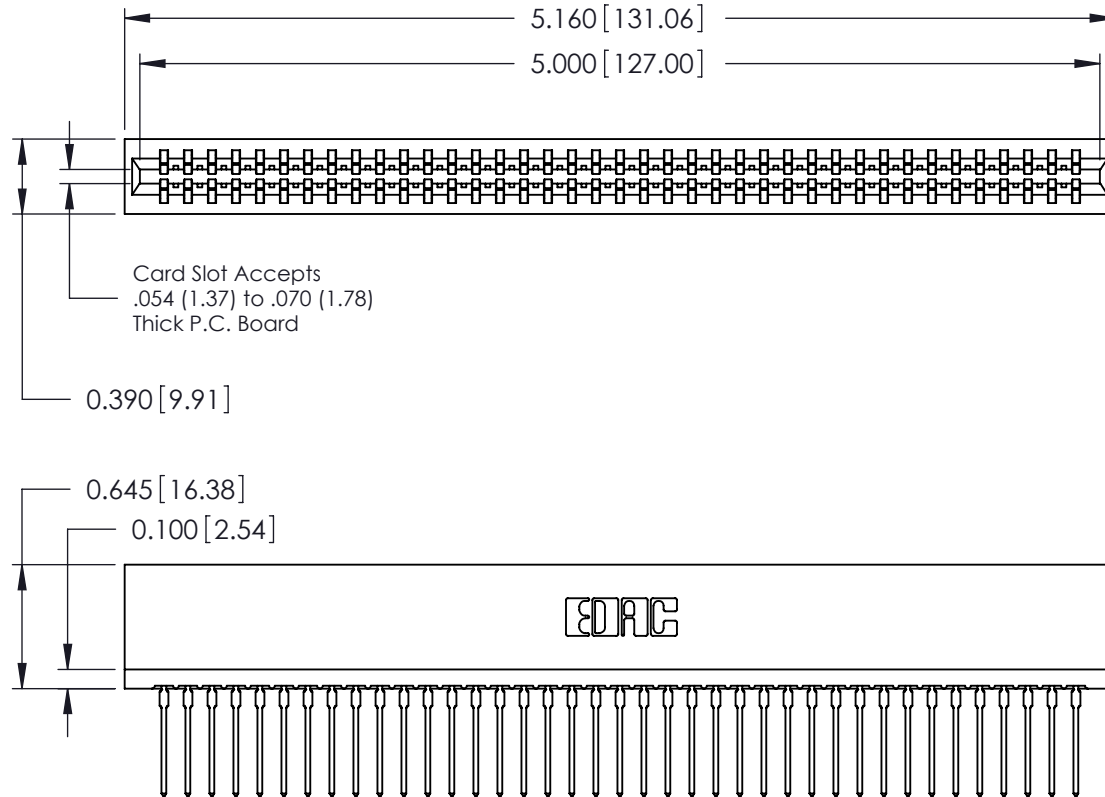 5.160 [131.06]
5.000 [127.00]
Card Slot Accepts
.054 (1.37) to .070 (1.78)
Thick P.C. Board
0.390 [9.91]
0.645 [16.38]
0.100 [2.54]
EDAC